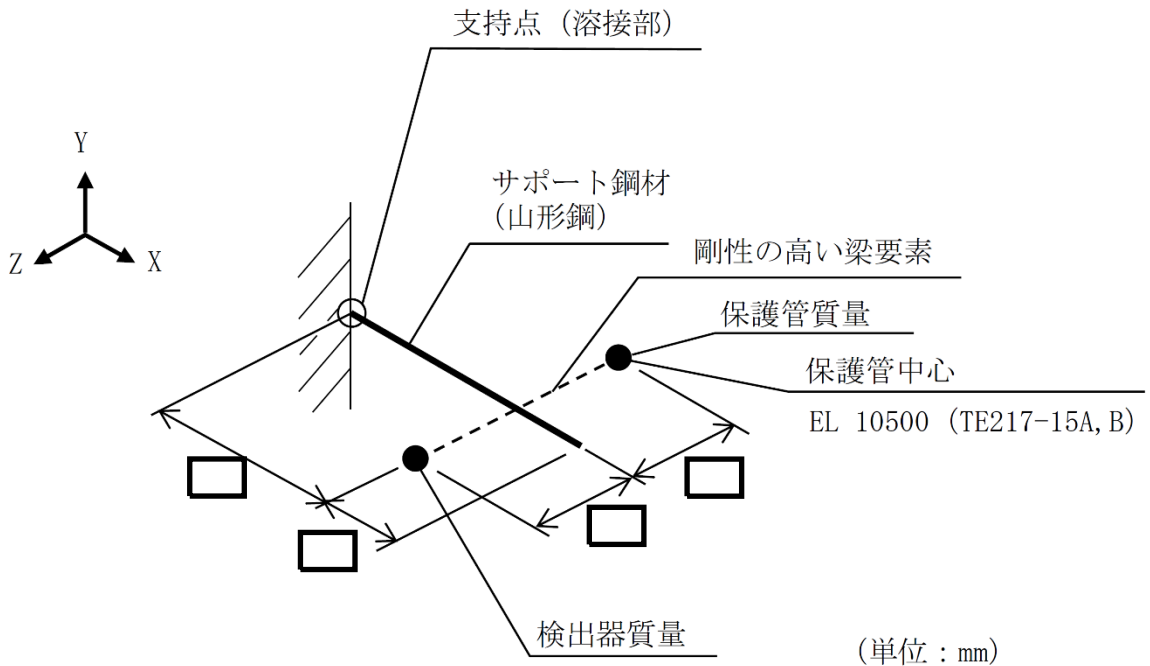 支持点 (溶接部)
Y
Z
X
サポート鋼材
(山形鋼)
剛性の高い梁要素
保護管質量
保護管中心
EL 10500 (TE217-15A,B)
検出器質量
(単位：mm)